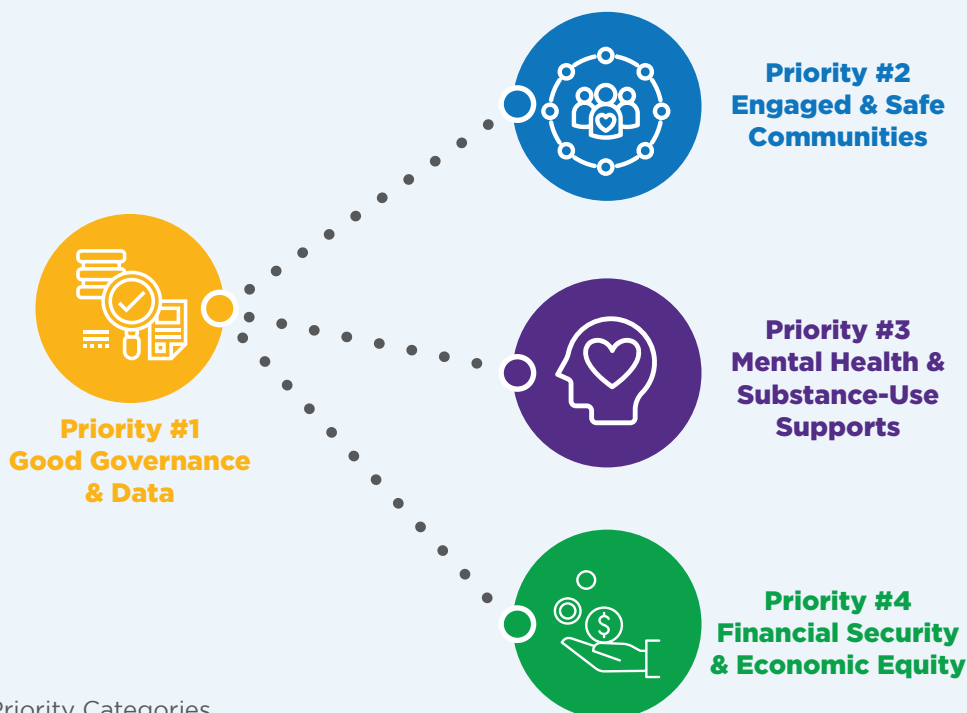 Priority #2
Engaged & Safe
Communities
Priority #1
Good Governance
& Data
Priority #3
Mental Health &
Substance-Use
Supports
Priority #4
Financial Security
& Economic Equity
$
Priority Categories